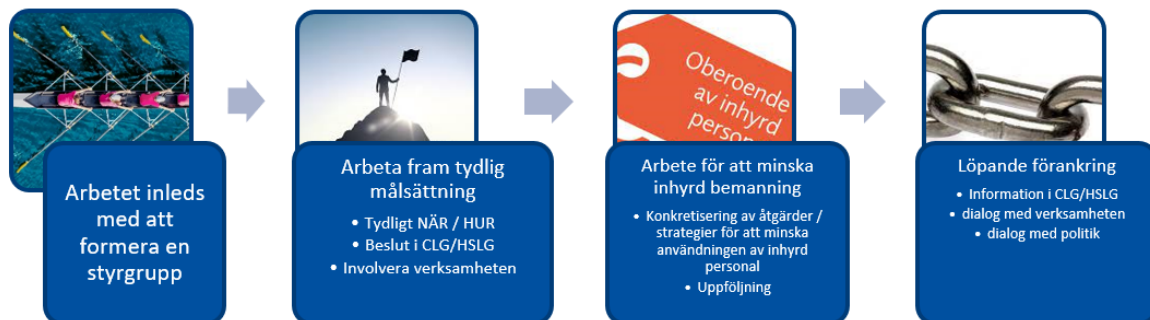 Arbetet inleds
med att
formera en
styrgrupp
Arbeta fram tydlig
målsättning
• Tydligt NÄR / HUR
• Beslut i CLG/HSLG
• Involvera verksamheten
Oberoende
av inhyrd
personal
Arbete för att minska
inhyrd bemanning
• Konkretisering av åtgärder /
strategier för att minska
användningen av inhyrd
personal
• Uppföljning
Löpande förankring
• Information i CLG/HSLG
• dialog med verksamheten
• dialog med politik